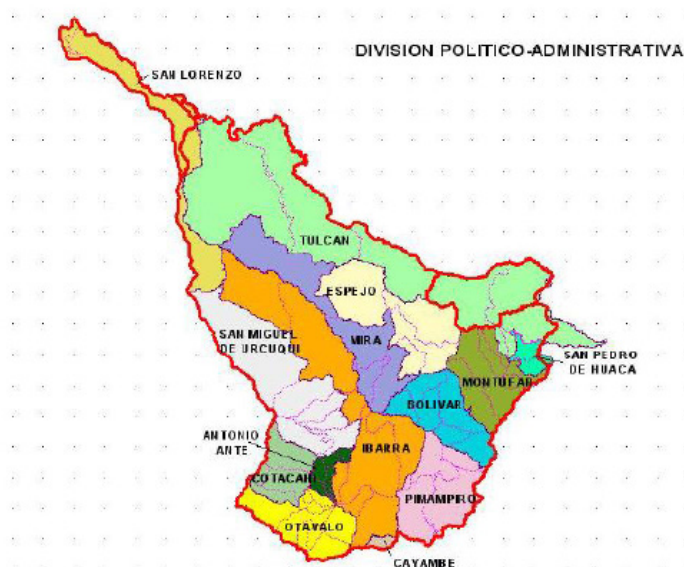 DIVISION POLITICO-ADMINISTRATIVA
SAN LORENZO
TULCAN
ESPEJO
SAN MIGUEL
DE URCUQUI
MIRA
SAN PEDRO
DE HUACA
MONTUFAR
BOLIVAR
ANTONIO
ANTE
IBARRA
COTACAHI
PIMAMPIRO
OTAVALO
CAYAMBE